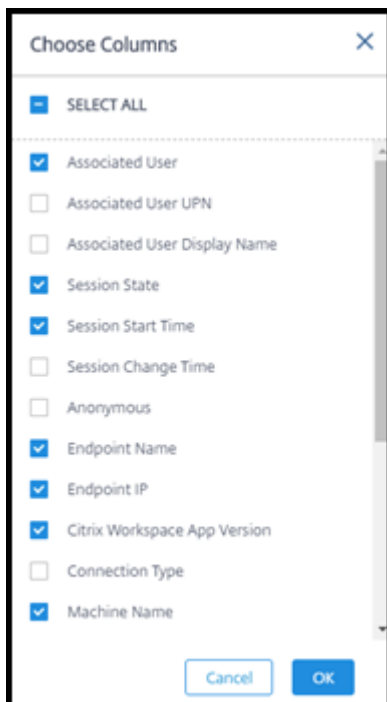 Choose Columns
SELECT ALL
Associated User
Associated User UPN
Associated User Display Name
Session State
Session Start Time
Session Change Time
Anonymous
Endpoint Name
Endpoint IP
Citrix Workspace App Version
Connection Type
Machine Name
Cancel OK